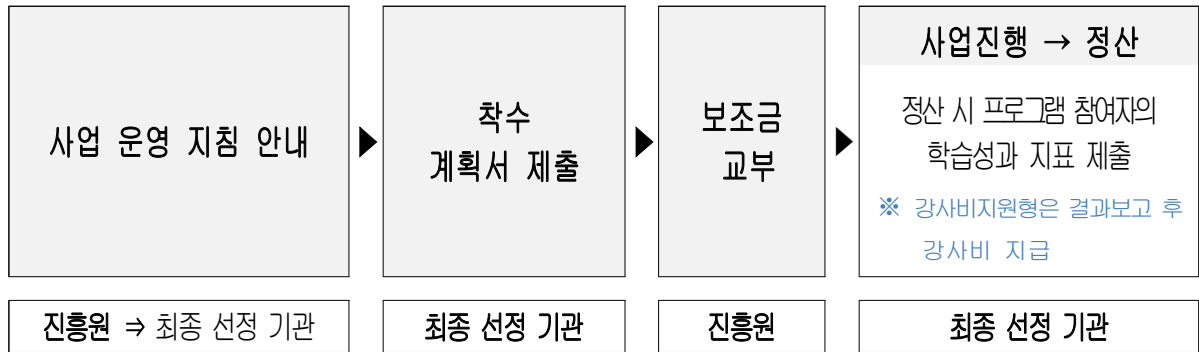 사업 운영 지침 안내
▶
착수
계획서 제출
▶
보조금
교부
▶
사업진행 → 정산
정산 시 프로그램 참여자의
학습성과 지표 제출
※ 강사비지원형은 결과보고 후
강사비 지급
진흥원 ⇒ 최종 선정 기관
최종 선정 기관
진흥원
최종 선정 기관